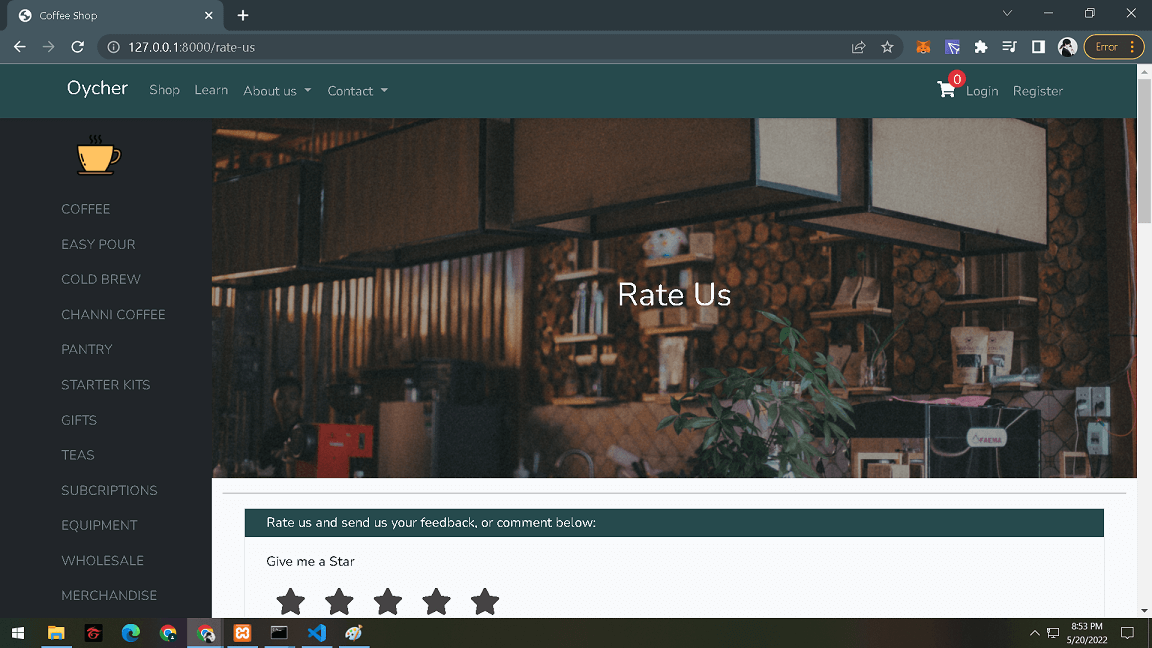 Coffee Shop
127.0.0.1:8000/rate-us
Error
Oycher Shop Learn About us Contact 0 Login Register
COFFEE
EASY POUR
COLD BREW
CHANNI COFFEE
PANTRY
STARTER KITS
GIFTS
TEAS
SUBCRIPTIONS
EQUIPMENT
WHOLESALE
MERCHANDISE
Rate Us
FAEMA
Rate us and send us your feedback, or comment below:
Give me a Star
8:53 PM
5/20/2022